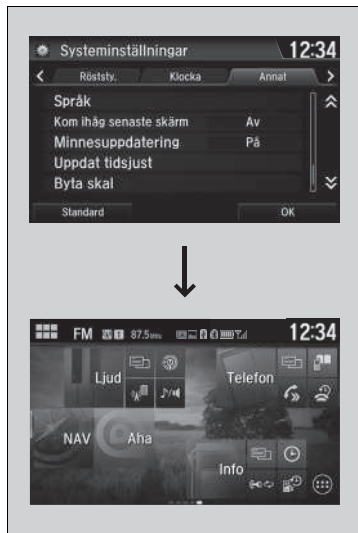 Systeminställningar 12:34
Röststy. Klocka Annat
Språk
Kom ihåg senaste skärm Av
Minnesuppdatering På
Uppdat tidsjust
Byta skal
Standard OK
FM 87.5 12:34
Ljud Telefon
NAV Aha
Info